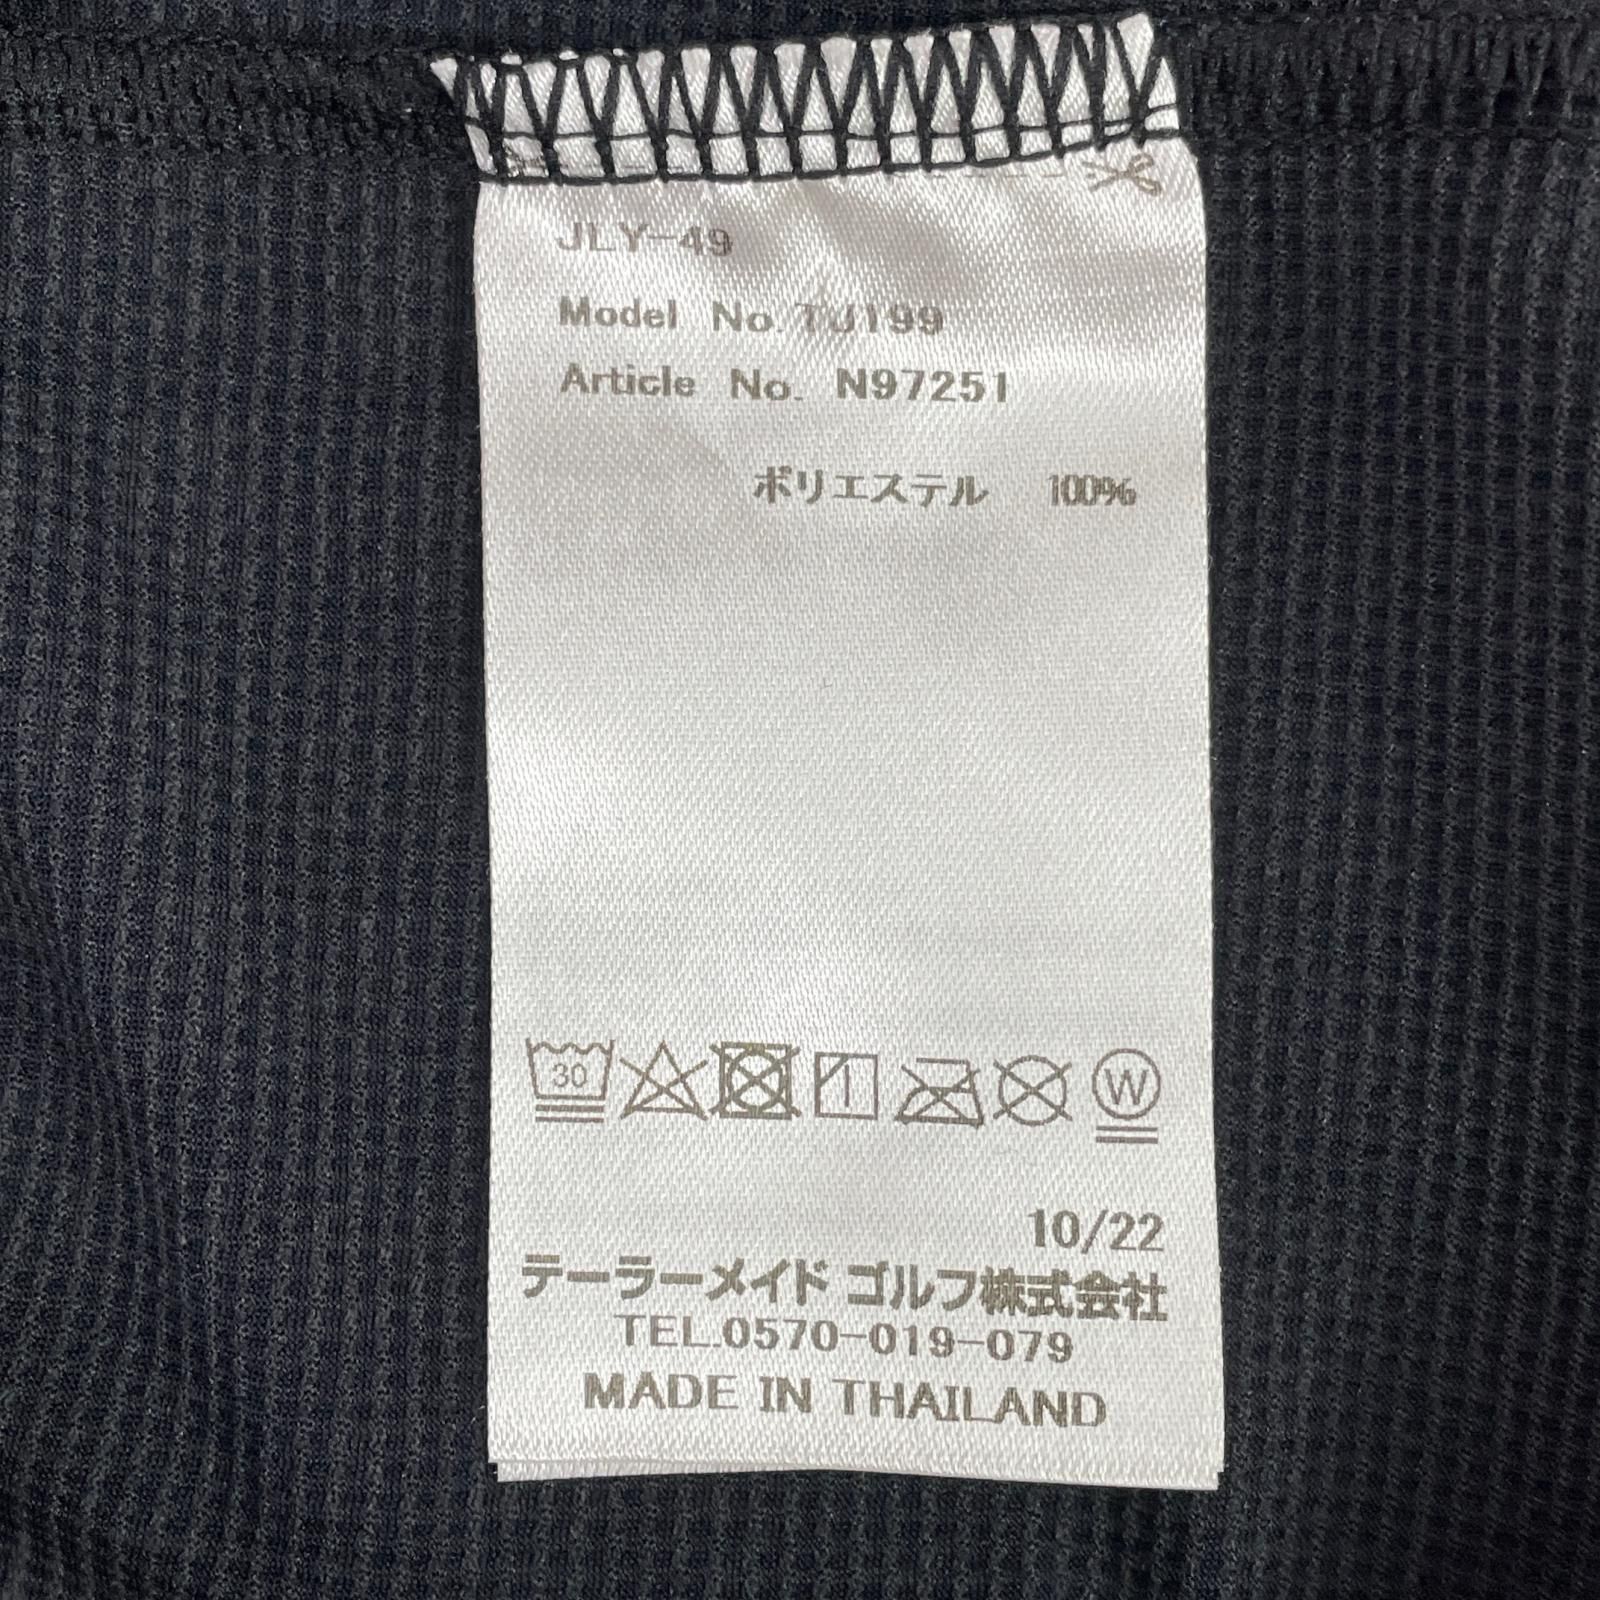 JLY-49
Model No. TJ199
Article No. N97251
ポリエステル 100%
30
W
10/22
テーラーメイド ゴルフ株式会社
TEL.0570-019-079
MADE IN THAILAND